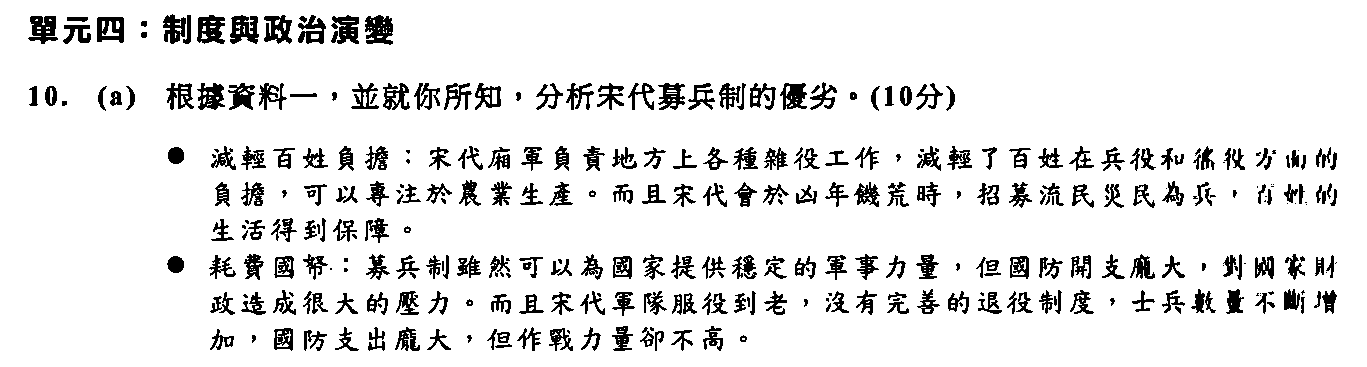 單元四：制度與政治演變
10. (a) 根據資料一，並就你所知，分析宋代募兵制的優劣。(10分)
● 減輕百姓負擔：宋代廂軍負責地方上各種雜役工作，減輕了百姓在兵役和徭役方面的
負擔，可以專注於農業生產。而且宋代會於凶年饑荒時，招募流民災民為兵，百姓的
生活得到保障。
● 耗費國帑：募兵制雖然可以為國家提供穩定的軍事力量，但國防開支龐大，對國家財
政造成很大的壓力。而且宋代軍隊服役到老，沒有完善的退役制度，士兵數量不斷增
加，國防支出龐大，但作戰力量卻不高。